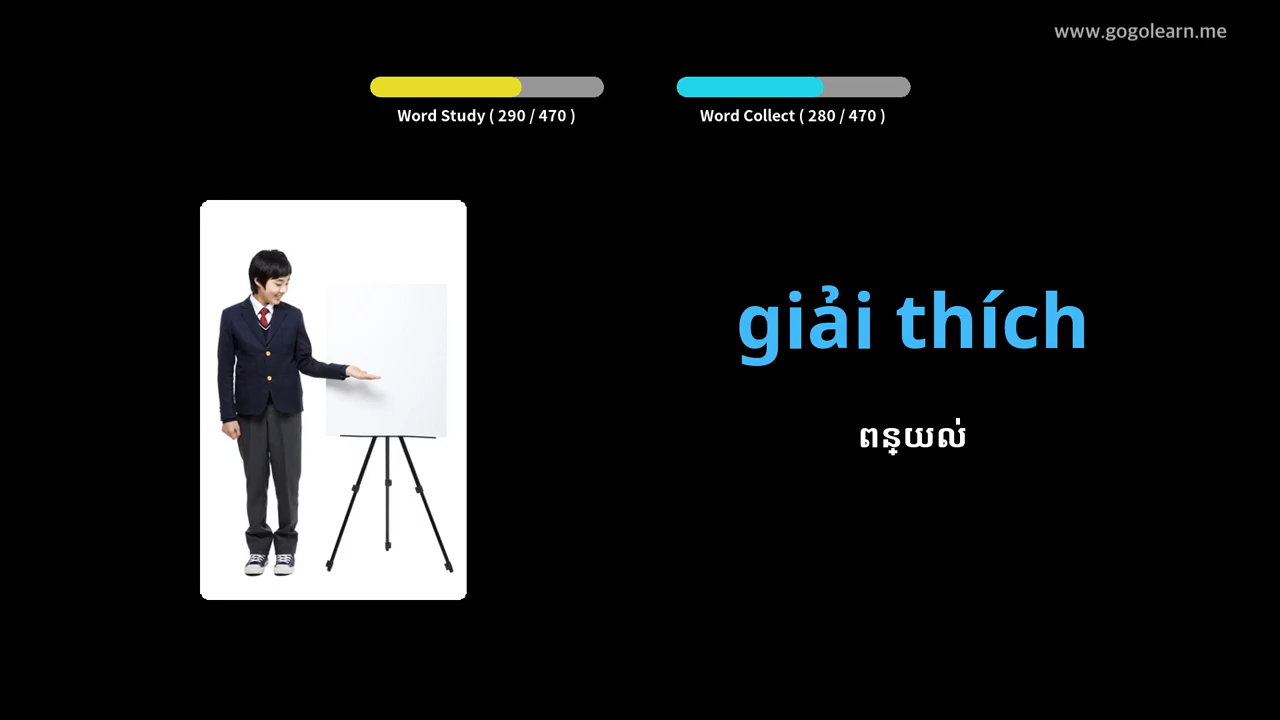 www.gogolearn.me
Word Study ( 290 / 470 )
Word Collect ( 280 / 470 )
giải thích
ពន្យល់